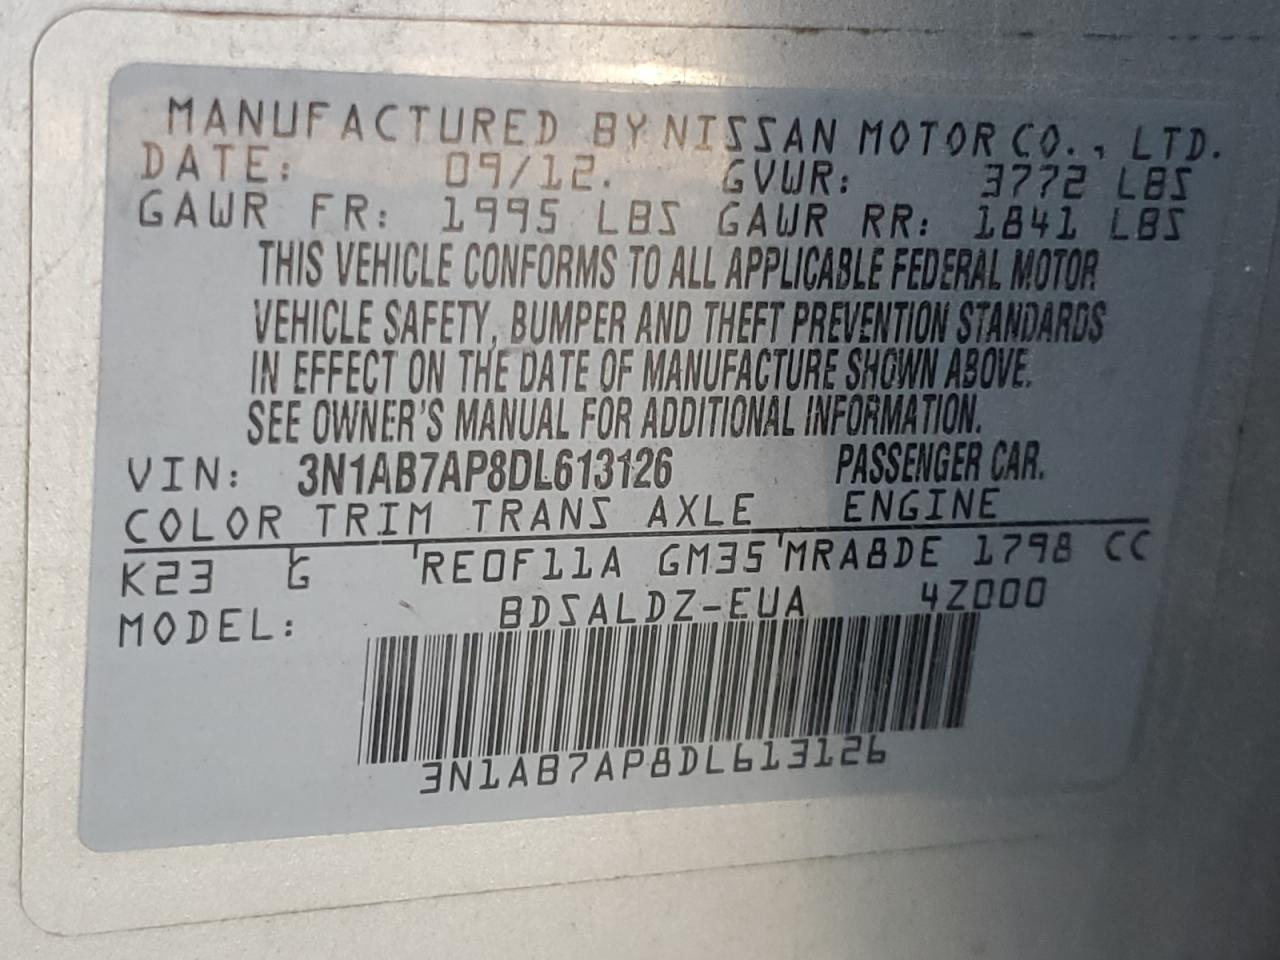 MANUFACTURED BY NISSAN MOTOR CO., LTD.
DATE: 09/12. GVWR: 3772 LBS
GAWR FR: 1995 LBS GAWR RR: 1841 LBS
THIS VEHICLE CONFORMS TO ALL APPLICABLE FEDERAL MOTOR
VEHICLE SAFETY, BUMPER AND THEFT PREVENTION STANDARDS
IN EFFECT ON THE DATE OF MANUFACTURE SHOWN ABOVE.
SEE OWNER'S MANUAL FOR ADDITIONAL INFORMATION.
VIN: 3N1AB7AP8DL613126 PASSENGER CAR.
COLOR TRIM TRANS AXLE ENGINE
K23 G RE0F11A GM35 MRA8DE 1798 CC
MODEL: BDSALDZ-EUA 4Z000
3N1AB7AP8DL613126